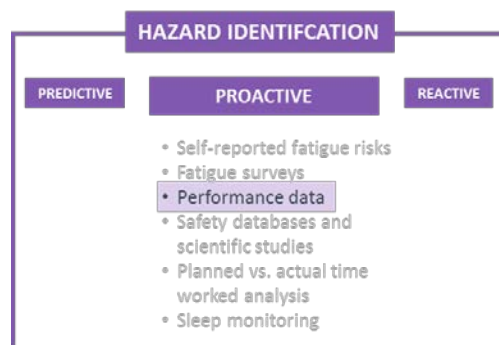 HAZARD IDENTIFCATION
PREDICTIVE
PROACTIVE
REACTIVE
• Self-reported fatigue risks
• Fatigue surveys
• Performance data
• Safety databases and
scientific studies
• Planned vs. actual time
worked analysis
• Sleep monitoring